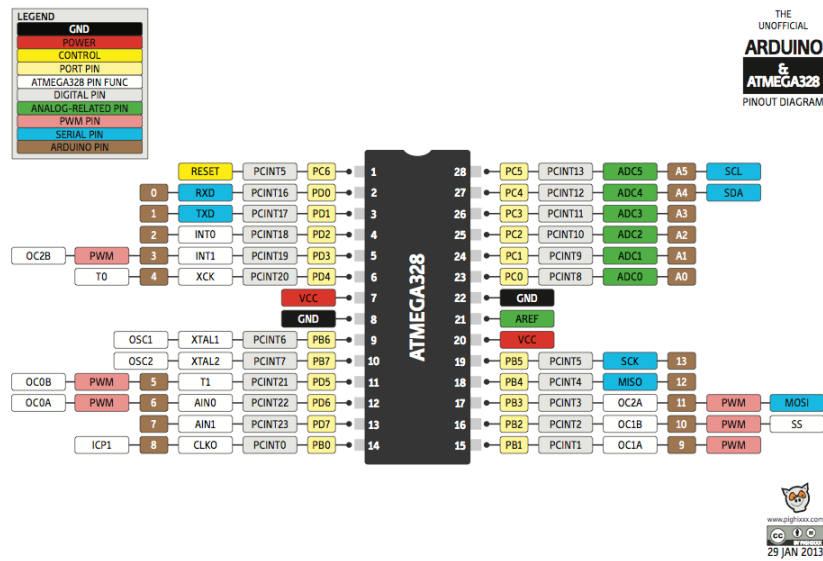 LEGEND
GND
POWER
CONTROL
PORT PIN
ATMEGA328 PIN FUNC
DIGITAL PIN
ANALOG-RELATED PIN
PWM PIN
SERIAL PIN
ARDUINO PIN
THE
UNOFFICIAL
ARDUINO
&
ATMEGA328
PINOUT DIAGRAM
RESET PCINT5 PC6 1
0 RXD PCINT16 PD0 2
1 TXD PCINT17 PD1 3
2 INT0 PCINT18 PD2 4
OC2B PWM 3 INT1 PCINT19 PD3 5
T0 4 XCK PCINT20 PD4 6
VCC 7
GND 8
OSC1 XTAL1 PCINT6 PB6 9
OSC2 XTAL2 PCINT7 PB7 10
OC0B PWM 5 T1 PCINT21 PD5 11
OC0A PWM 6 AIN0 PCINT22 PD6 12
7 AIN1 PCINT23 PD7 13
ICP1 8 CLKO PCINT0 PB0 14
ATMEGA328
28 PC5 PCINT13 ADC5 A5 SCL
27 PC4 PCINT12 ADC4 A4 SDA
26 PC3 PCINT11 ADC3 A3
25 PC2 PCINT10 ADC2 A2
24 PC1 PCINT9 ADC1 A1
23 PC0 PCINT8 ADC0 A0
22 GND
21 AREF
20 VCC
19 PB5 PCINT5 SCK 13
18 PB4 PCINT4 MISO 12
17 PB3 PCINT3 OC2A 11 PWM MOSI
16 PB2 PCINT2 OC1B 10 PWM SS
15 PB1 PCINT1 OC1A 9 PWM
www.pighixxx.com
cc
BY PIGHIXXX
29 JAN 2013